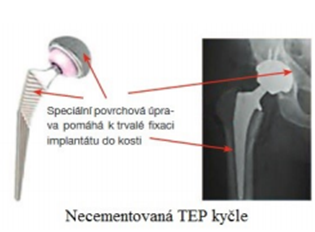 Speciální povrchová úpra-
va pomáhá k trvalé fixaci
implantátu do kosti
Necementovaná TEP kyčle